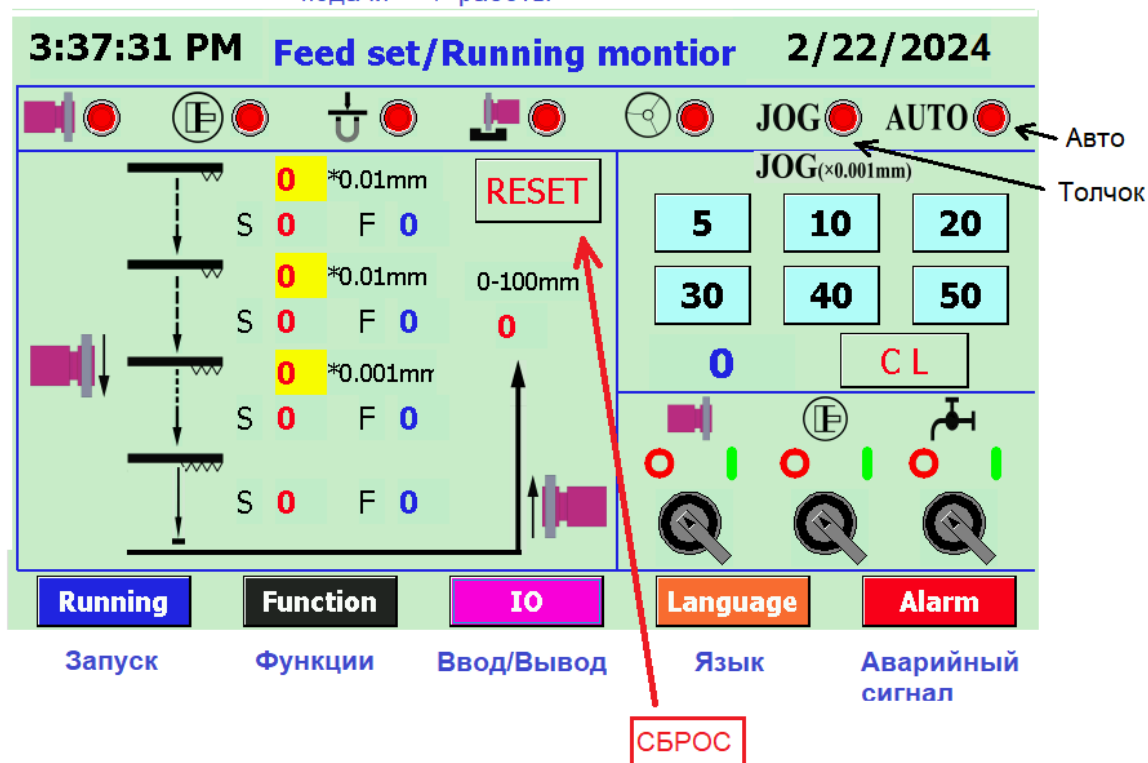 3:37:31 PM Feed set/Running montior 2/22/2024
JOG AUTO
Авто
Толчок
0 *0.01mm
RESET
JOG(×0.001mm)
S 0 F 0
5 10 20
0 *0.01mm
0-100mm
30 40 50
S 0 F 0
0
0 *0.001mm
0 CL
S 0 F 0
S 0 F 0
Running Function IO Language Alarm
Запуск Функции Ввод/Вывод Язык Аварийный
сигнал
СБРОС